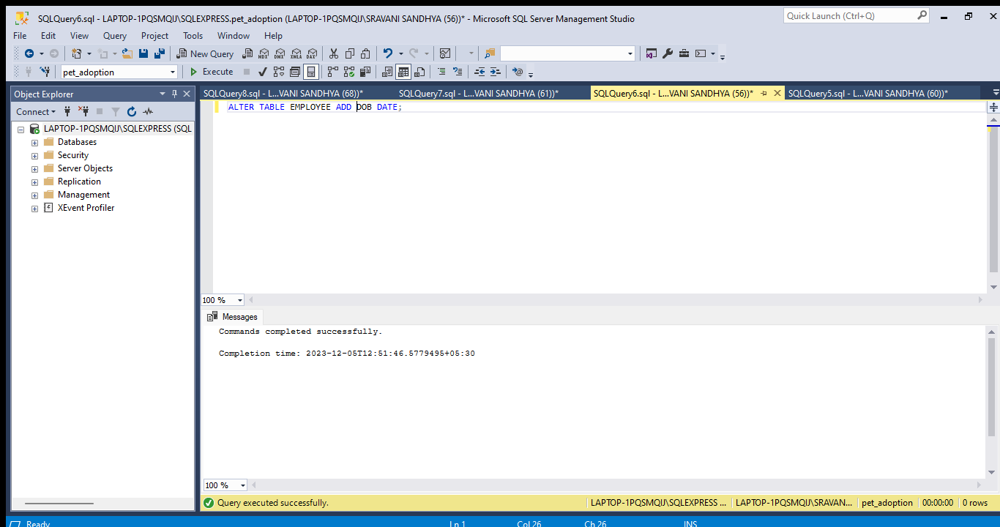 SQLQuery6.sql - LAPTOP-1PQSMQIJ\SQLEXPRESS.pet_adoption (LAPTOP-1PQSMQIJ\SRAVANI SANDHYA (56))* - Microsoft SQL Server Management Studio
Quick Launch (Ctrl+Q)
File Edit View Query Project Tools Window Help
New Query MDX DMX XMLA DAX
pet_adoption Execute
Object Explorer
SQLQuery8.sql - L...VANI SANDHYA (68))* SQLQuery7.sql - L...VANI SANDHYA (61))* SQLQuery6.sql - L...VANI SANDHYA (56))* SQLQuery5.sql - L...VANI SANDHYA (60))*
Connect
LAPTOP-1PQSMQIJ\SQLEXPRESS (SQL
Databases
Security
Server Objects
Replication
Management
XEvent Profiler
ALTER TABLE EMPLOYEE ADD DOB DATE;
100 %
Messages
Commands completed successfully.
Completion time: 2023-12-05T12:51:46.5779495+05:30
100 %
Query executed successfully. LAPTOP-1PQSMQIJ\SQLEXPRESS ... LAPTOP-1PQSMQIJ\SRAVAN... pet_adoption 00:00:00 0 rows
Ready Ln 1 Col 26 Ch 26 INS